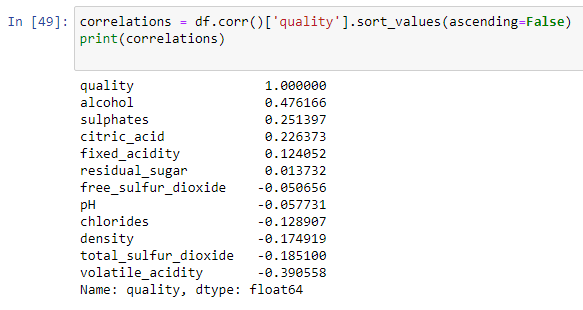 In [49]: correlations = df.corr()['quality'].sort_values(ascending=False)
print(correlations)
quality 1.000000
alcohol 0.476166
sulphates 0.251397
citric_acid 0.226373
fixed_acidity 0.124052
residual_sugar 0.013732
free_sulfur_dioxide -0.050656
pH -0.057731
chlorides -0.128907
density -0.174919
total_sulfur_dioxide -0.185100
volatile_acidity -0.390558
Name: quality, dtype: float64